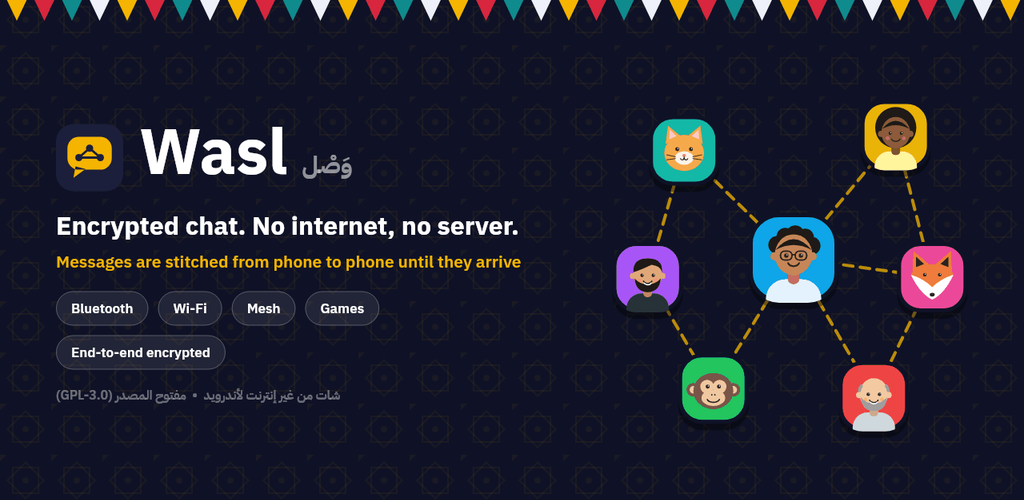 Wasl وَصْل
Encrypted chat. No internet, no server.
Messages are stitched from phone to phone until they arrive
Bluetooth Wi-Fi Mesh Games
End-to-end encrypted
شات من غير إنترنت لأندرويد • مفتوح المصدر (GPL-3.0)